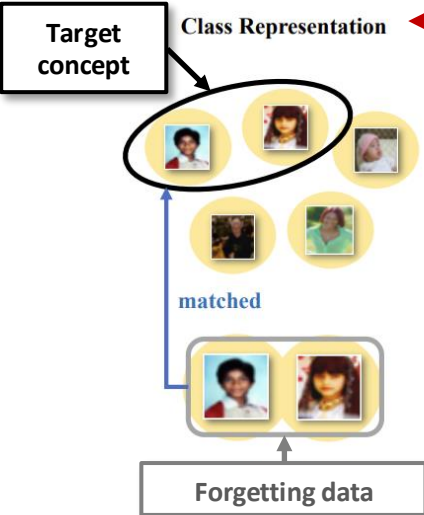 Target
concept
Class Representation
matched
Forgetting data